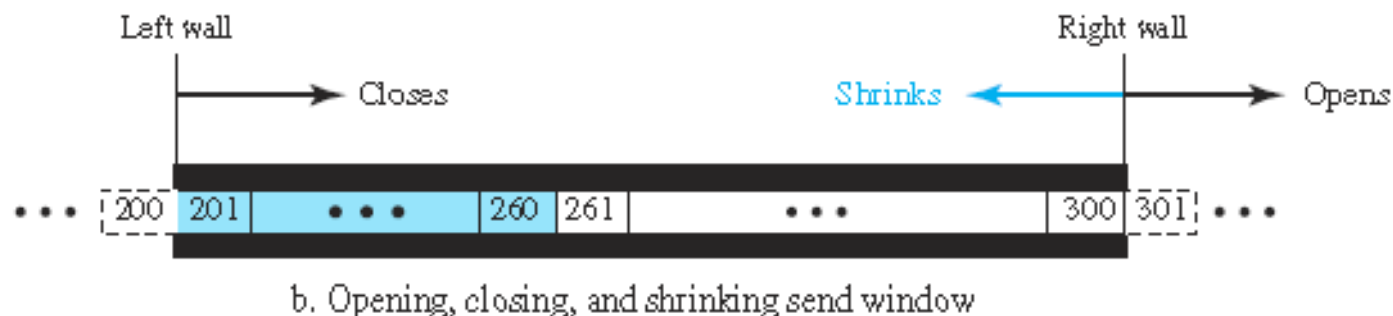 Left wall Right wall
Closes Shrinks Opens
••• 200 201 ••• 260 261 ••• 300 301 •••
b. Opening, closing, and shrinking send window